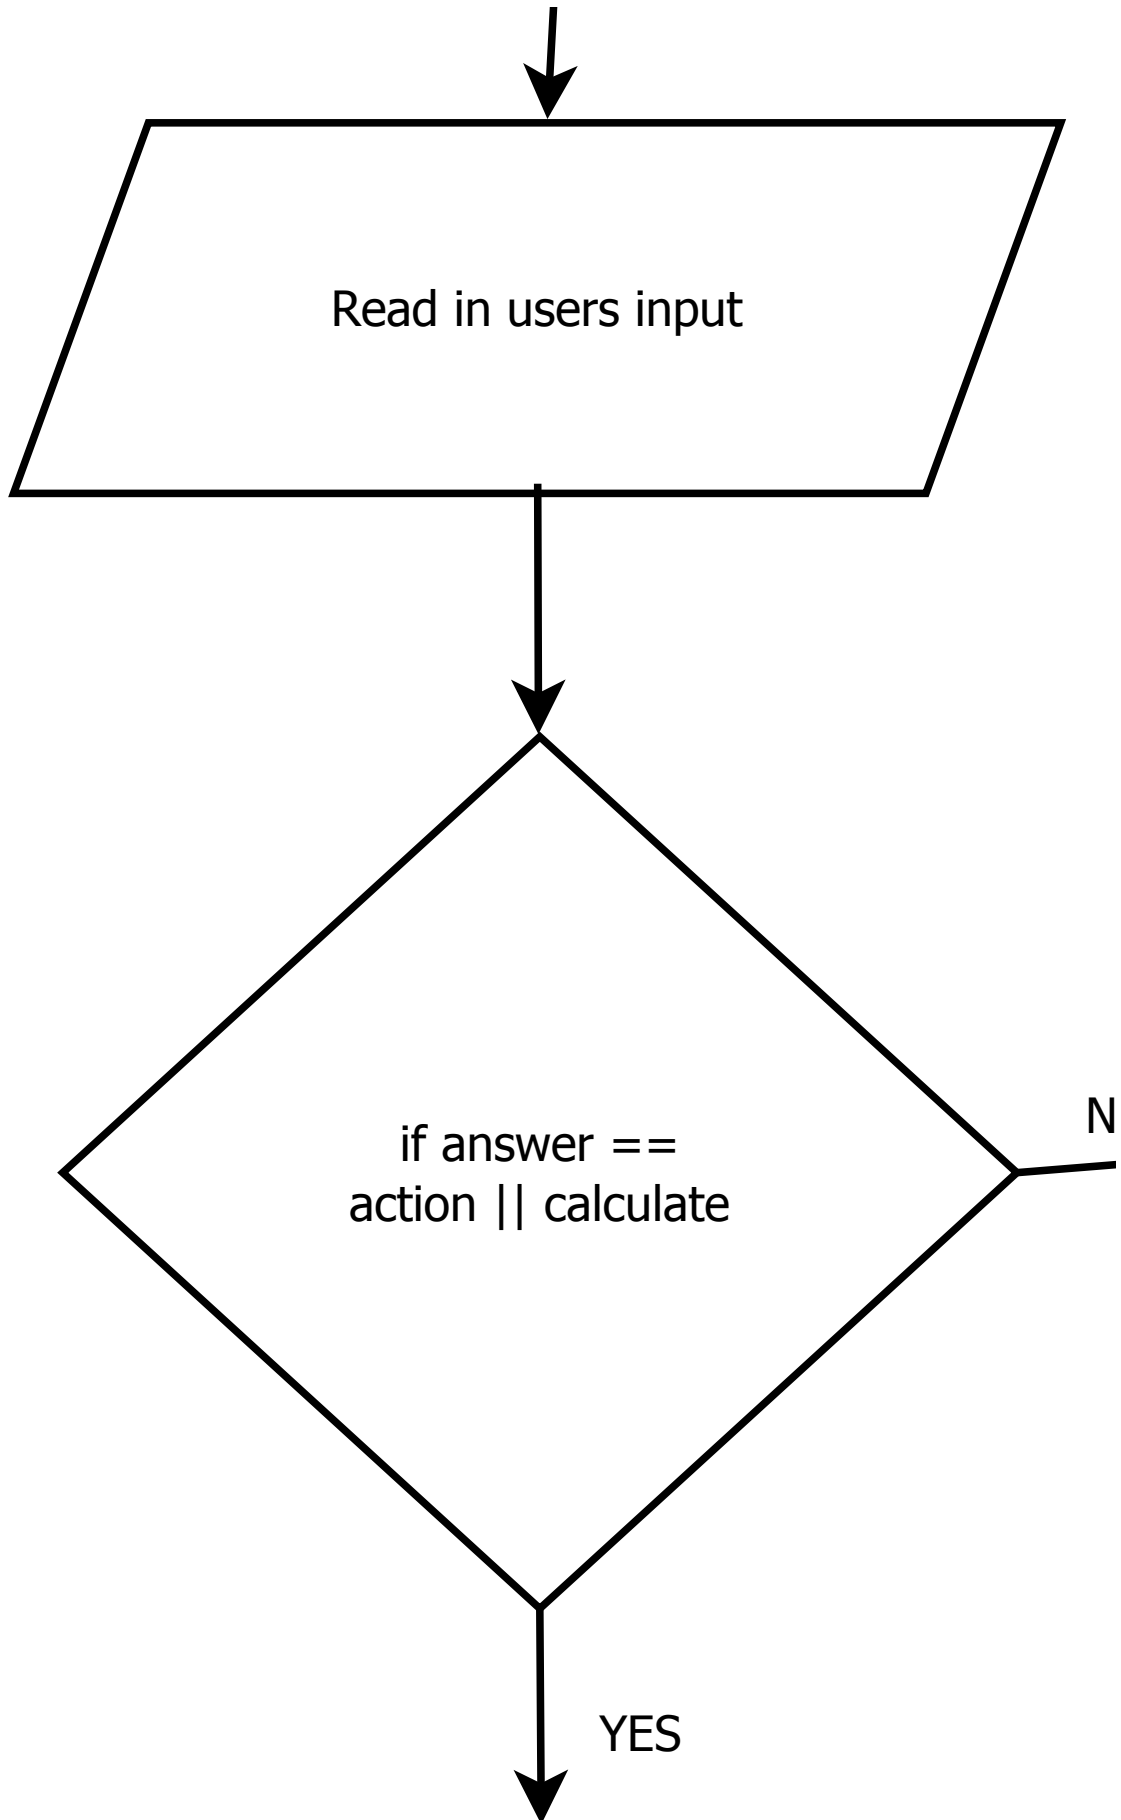 Read in users input
if answer ==
action || calculate
N
YES